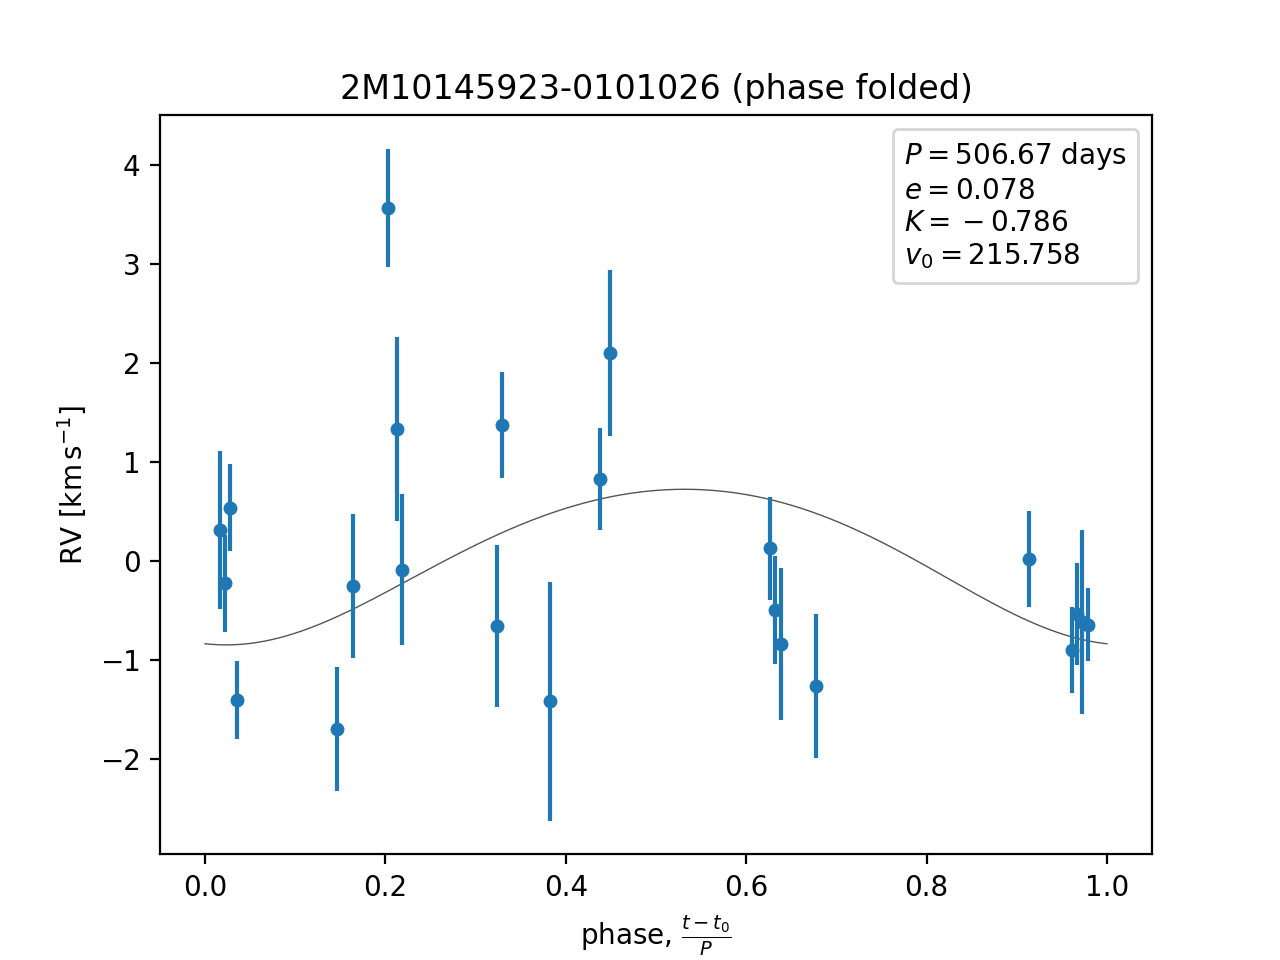 2M10145923-0101026 (phase folded)
P = 506.67 days
e = 0.078
K = −0.786
v₀ = 215.758
RV [km s⁻¹]
4
3
2
1
0
−1
−2
0.0 0.2 0.4 0.6 0.8 1.0
phase, (t − t₀)/P